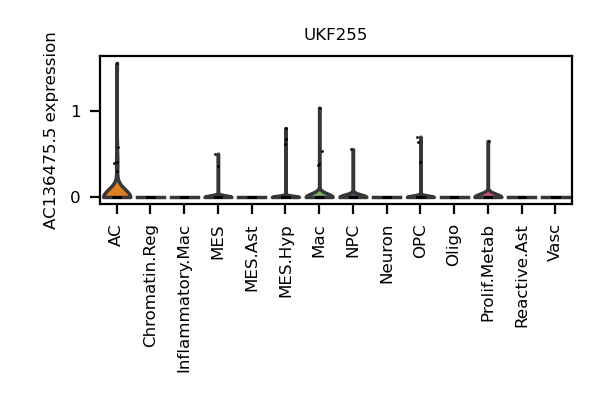 UKF255
AC136475.5 expression
1
0
AC
Chromatin.Reg
Inflammatory.Mac
MES
MES.Ast
MES.Hyp
Mac
NPC
Neuron
OPC
Oligo
Prolif.Metab
Reactive.Ast
Vasc